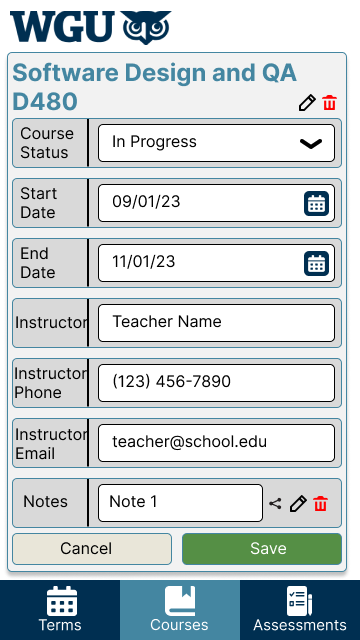 WGU
Software Design and QA
D480
Course
Status
In Progress
Start
Date
09/01/23
End
Date
11/01/23
Instructor
Teacher Name
Instructor
Phone
(123) 456-7890
Instructor
Email
teacher@school.edu
Notes
Note 1
Cancel
Save
Terms
Courses
Assessments